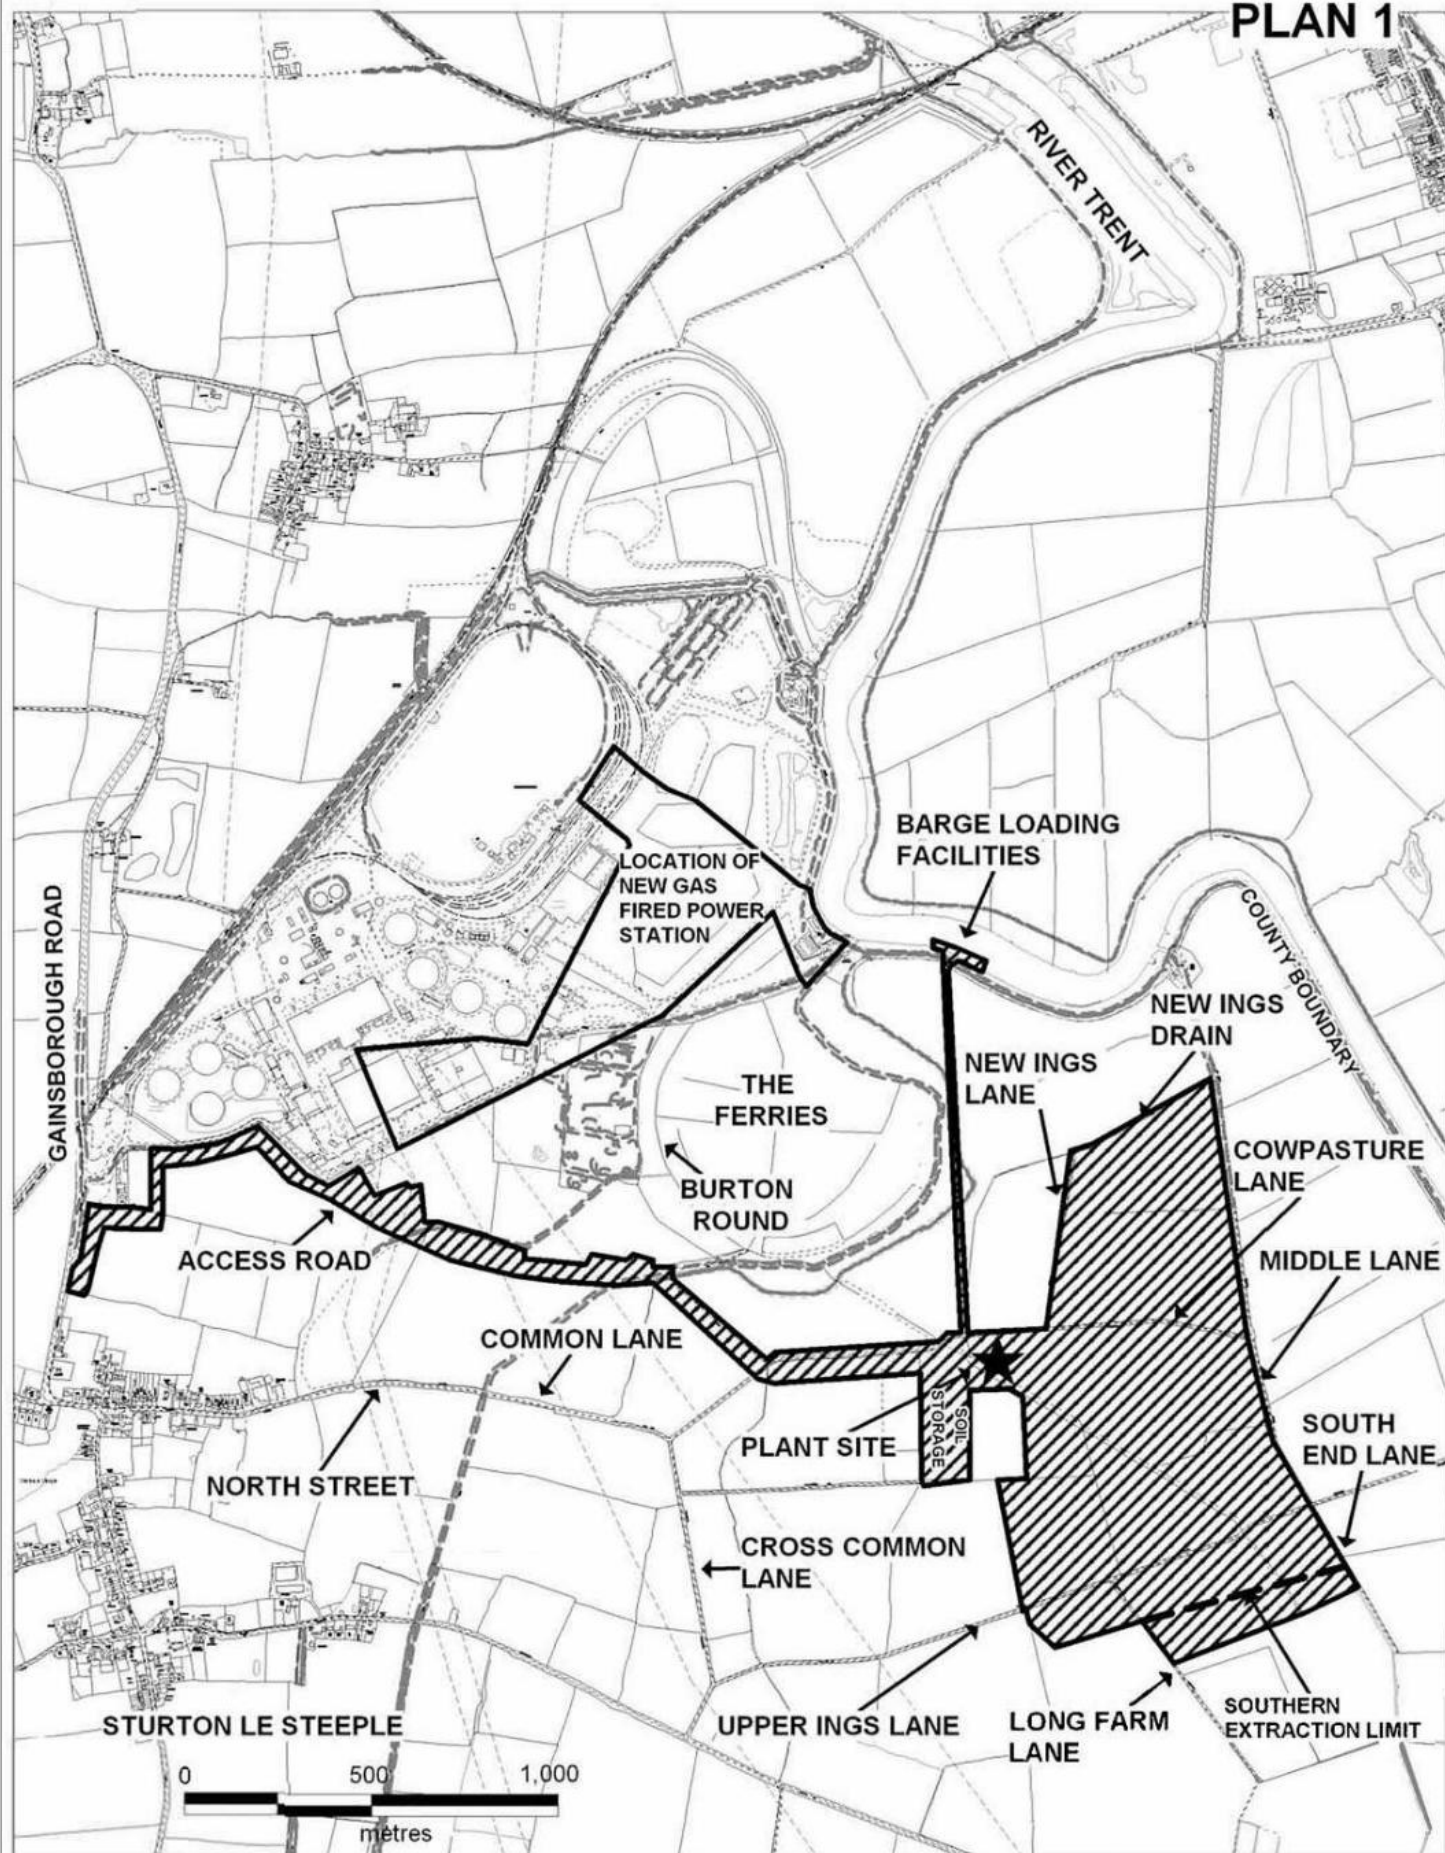 PLAN 1
RIVER TRENT
BARGE LOADING
FACILITIES
LOCATION OF
NEW GAS
FIRED POWER
STATION
GAINSBOROUGH ROAD
COUNTY BOUNDARY
NEW INGS
DRAIN
NEW INGS
LANE
THE
FERRIES
COWPASTURE
LANE
BURTON
ROUND
ACCESS ROAD
MIDDLE LANE
COMMON LANE
SOIL
STORAGE
SOUTH
END LANE
PLANT SITE
NORTH STREET
CROSS COMMON
LANE
STURTON LE STEEPLE
UPPER INGS LANE
LONG FARM
LANE
SOUTHERN
EXTRACTION LIMIT
0 500 1,000
metres